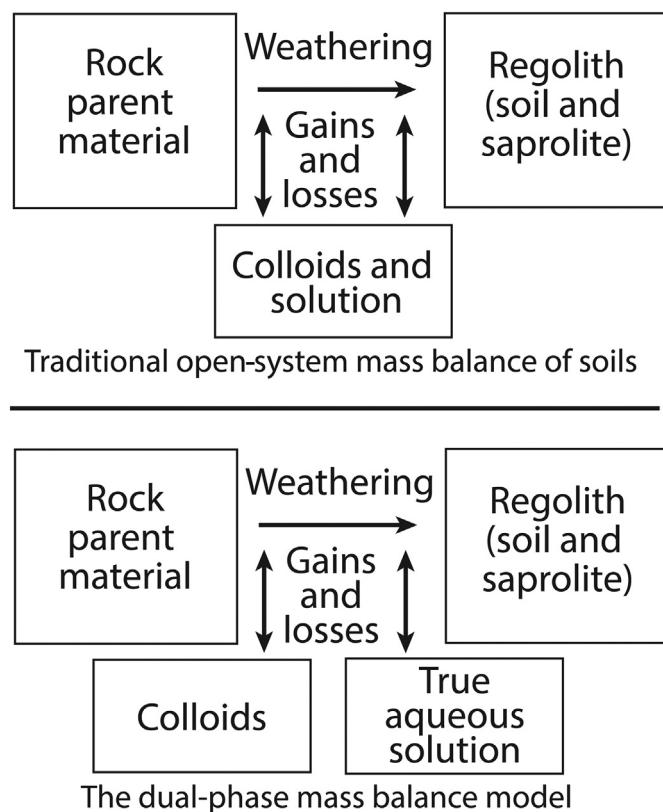 Rock
parent
material
Weathering
Gains
and
losses
Regolith
(soil and
saprolite)
Colloids and
solution
Traditional open-system mass balance of soils
Rock
parent
material
Weathering
Gains
and
losses
Regolith
(soil and
saprolite)
Colloids
True
aqueous
solution
The dual-phase mass balance model